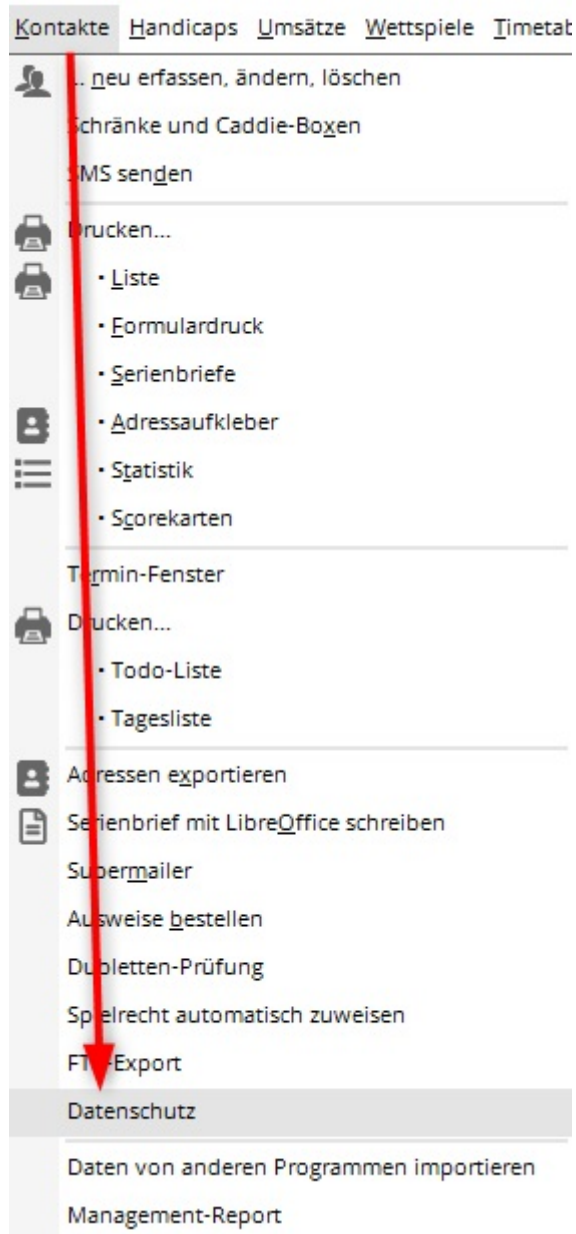 Kontakte Handicaps Umsätze Wettspiele Timetab
... neu erfassen, ändern, löschen
Schränke und Caddie-Boxen
SMS senden
Drucken...
• Liste
• Formulardruck
• Serienbriefe
• Adressaufkleber
• Statistik
• Scorekarten
Termin-Fenster
Drucken...
• Todo-Liste
• Tagesliste
Adressen exportieren
Serienbrief mit LibreOffice schreiben
Supermailer
Ausweise bestellen
Dubletten-Prüfung
Spielrecht automatisch zuweisen
FTP-Export
Datenschutz
Daten von anderen Programmen importieren
Management-Report